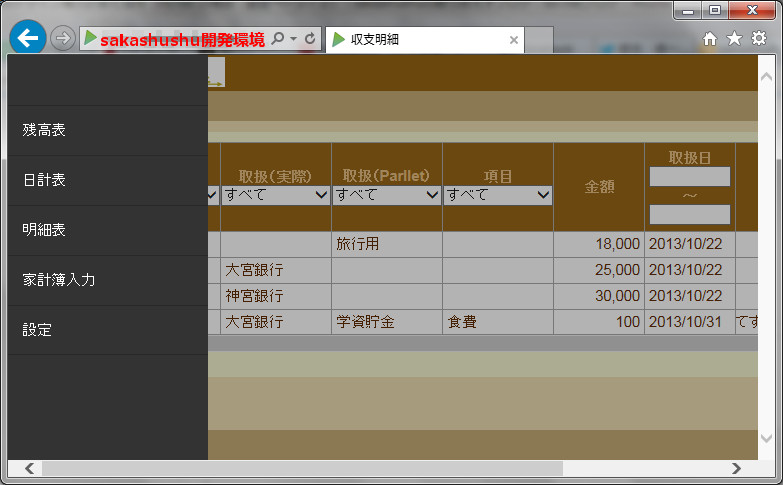 sakashushu開発環境
収支明細
残高表
日計表
明細表
家計簿入力
設定
取扱(実際) 取扱(Parllet) 項目 金額 取扱日
すべて すべて すべて ～
旅行用 18,000 2013/10/22
大宮銀行 25,000 2013/10/22
神宮銀行 30,000 2013/10/22
大宮銀行 学資貯金 食費 100 2013/10/31 てす